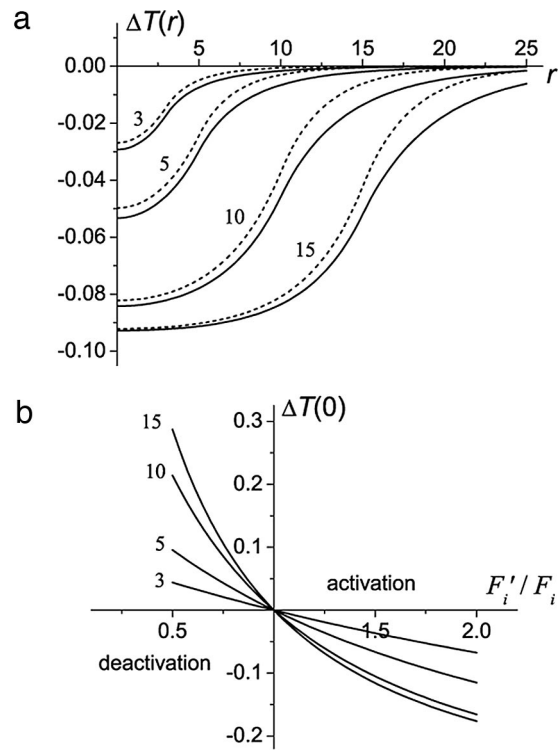 a
ΔT(r)
5 10 15 20 25 r
0.00
-0.02
-0.04
-0.06
-0.08
-0.10
3
5
10
15
b
ΔT(0)
0.3
0.2
0.1
-0.1
-0.2
15
10
5
3
activation
F_i'/F_i
0.5 1.5 2.0
deactivation